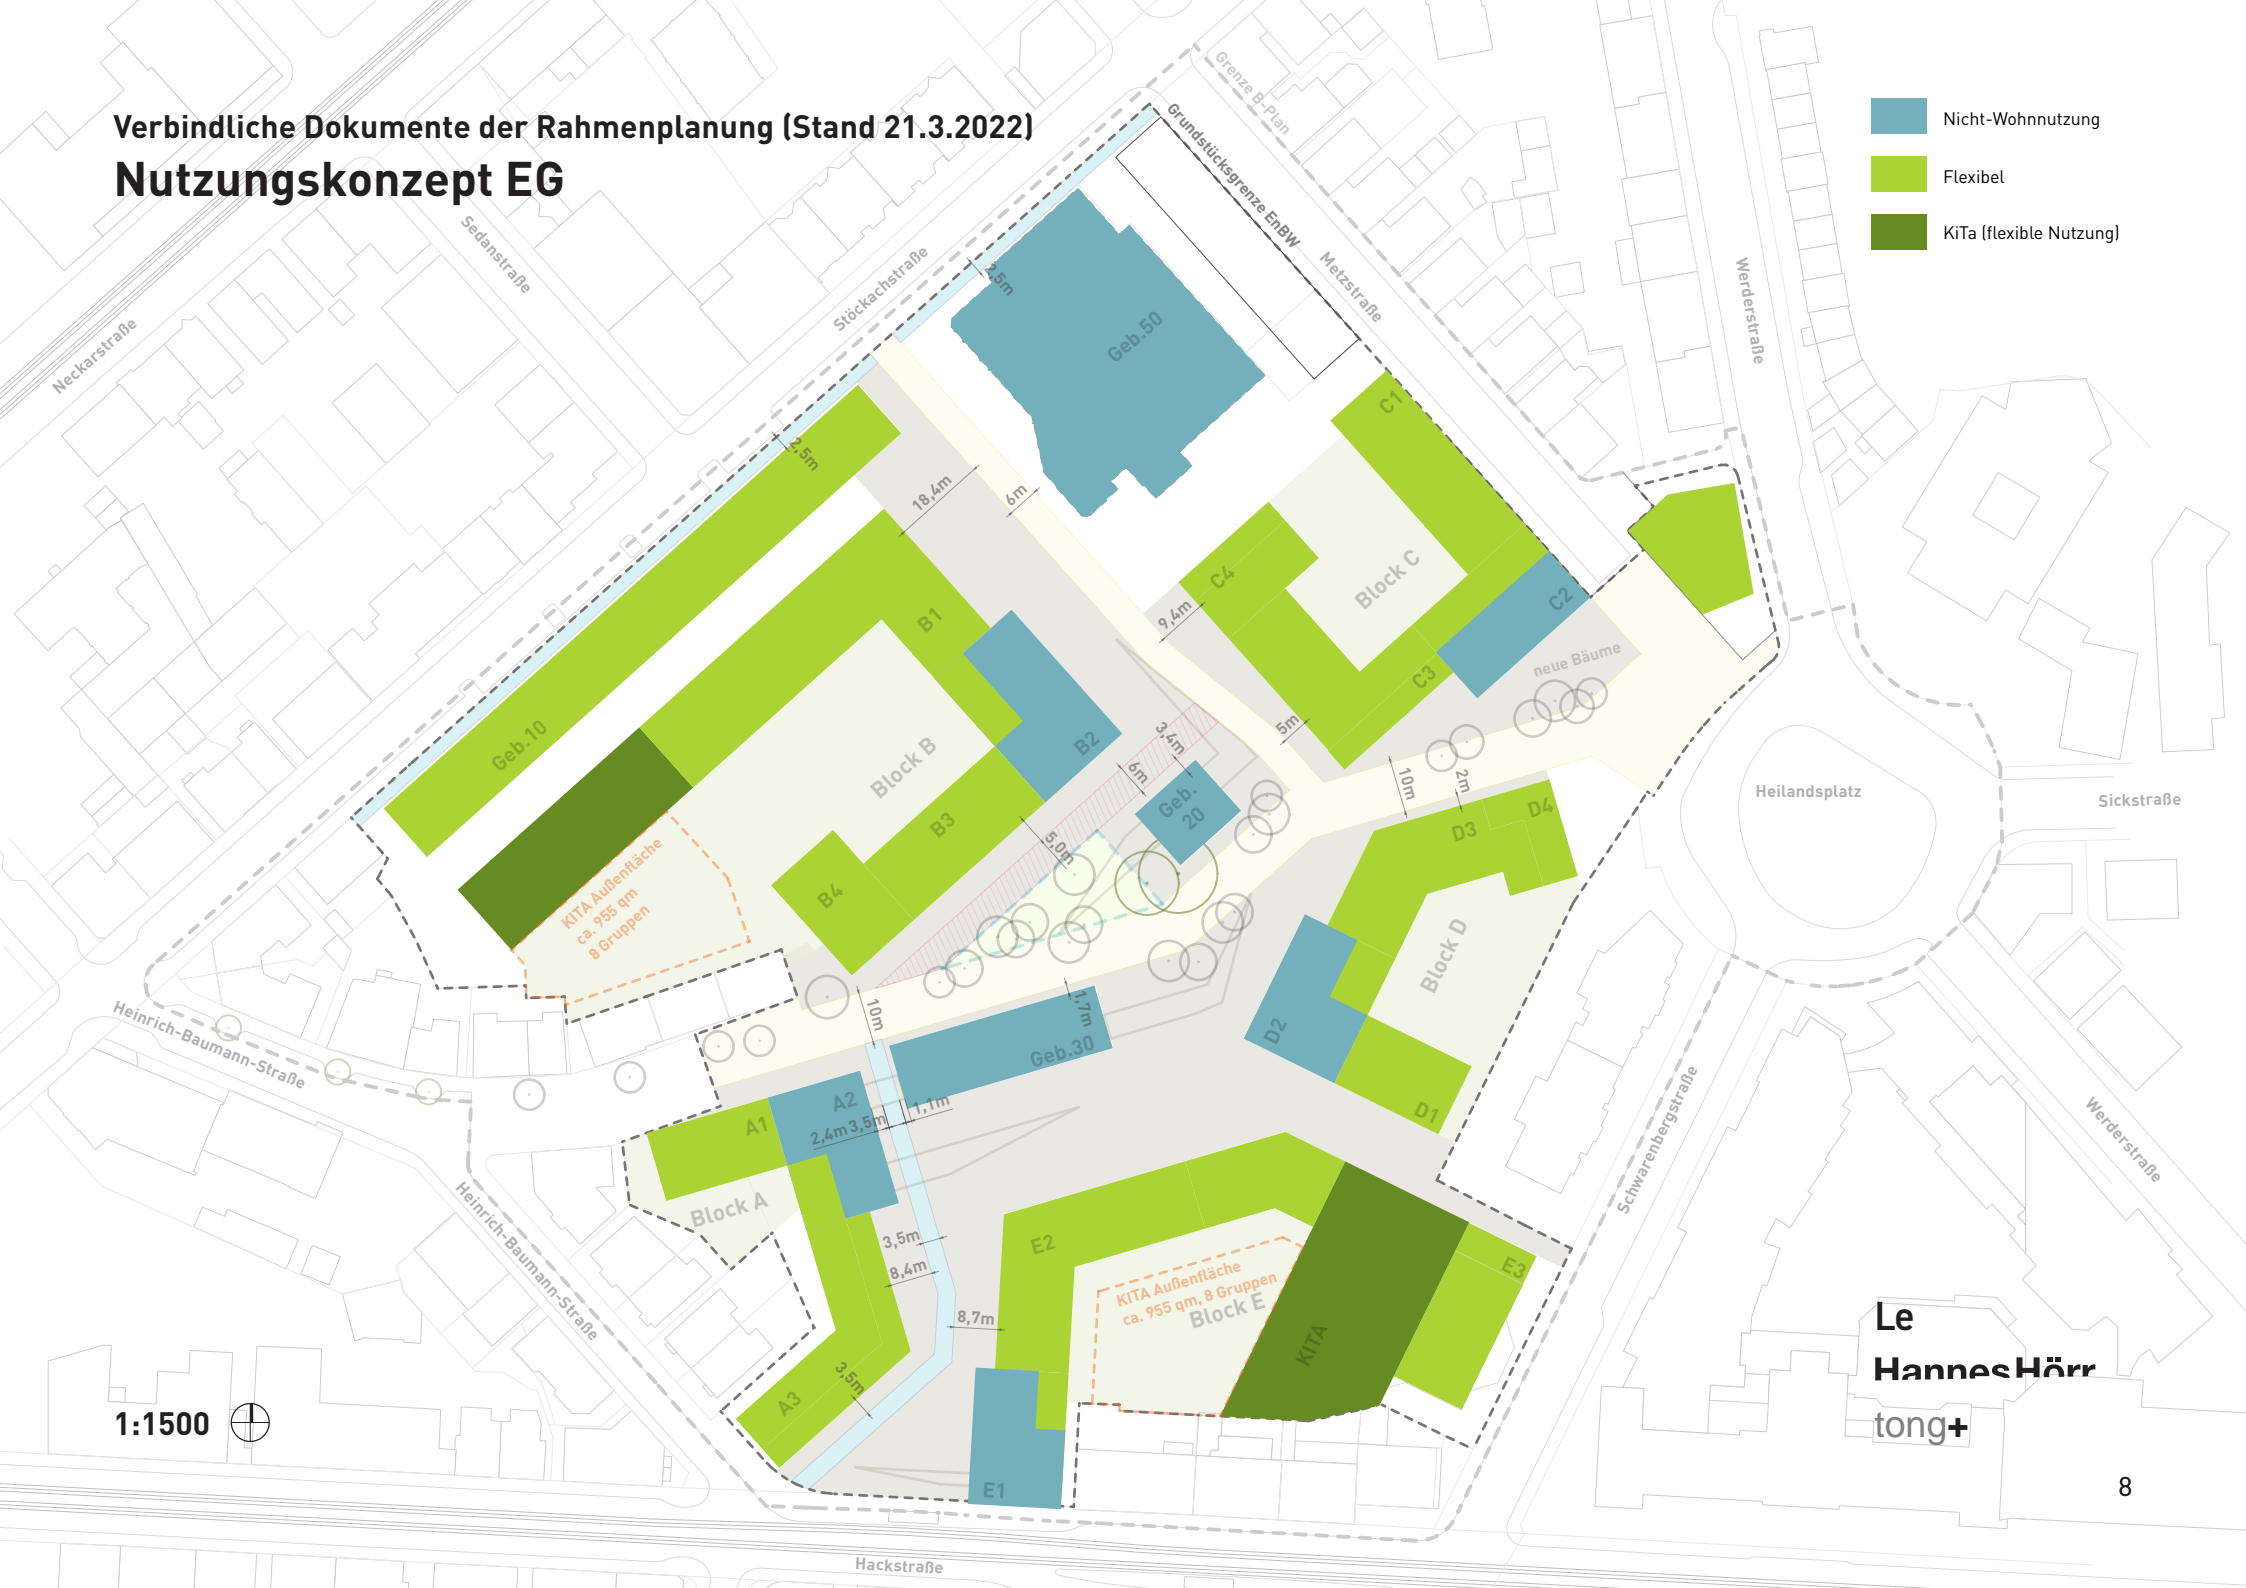 Verbindliche Dokumente der Rahmenplanung (Stand 21.3.2022)
Nutzungskonzept EG
Nicht-Wohnnutzung
Flexibel
KiTa (flexible Nutzung)
Grenze B-Plan
Grundstücksgrenze EnBW
Metzstraße
Werderstraße
Sedanstraße
Stöckachstraße
Neckarstraße
2,5m
Geb.50
C1
2,5m
18,4m
6m
Block C
C4
C2
9,4m
B1
C3
neue Bäume
Geb.10
Block B
B2
3,4m
5m
6m
10m
2m
Geb.
20
Heilandsplatz
Sickstraße
D3
D4
B3
5,0m
B4
KITA Außenfläche
ca. 955 qm
8 Gruppen
Block D
10m
1,7m
Geb.30
D2
D1
Heinrich-Baumann-Straße
A1
A2
2,4m
3,5m
1,1m
Block A
Schwarenbergstraße
Werderstraße
Heinrich-Baumann-Straße
3,5m
8,4m
8,7m
E2
KITA Außenfläche
ca. 955 qm, 8 Gruppen
Block E
KITA
E3
A3
3,5m
E1
Le
Hannes Hörr
tong+
1:1500
8
Hackstraße